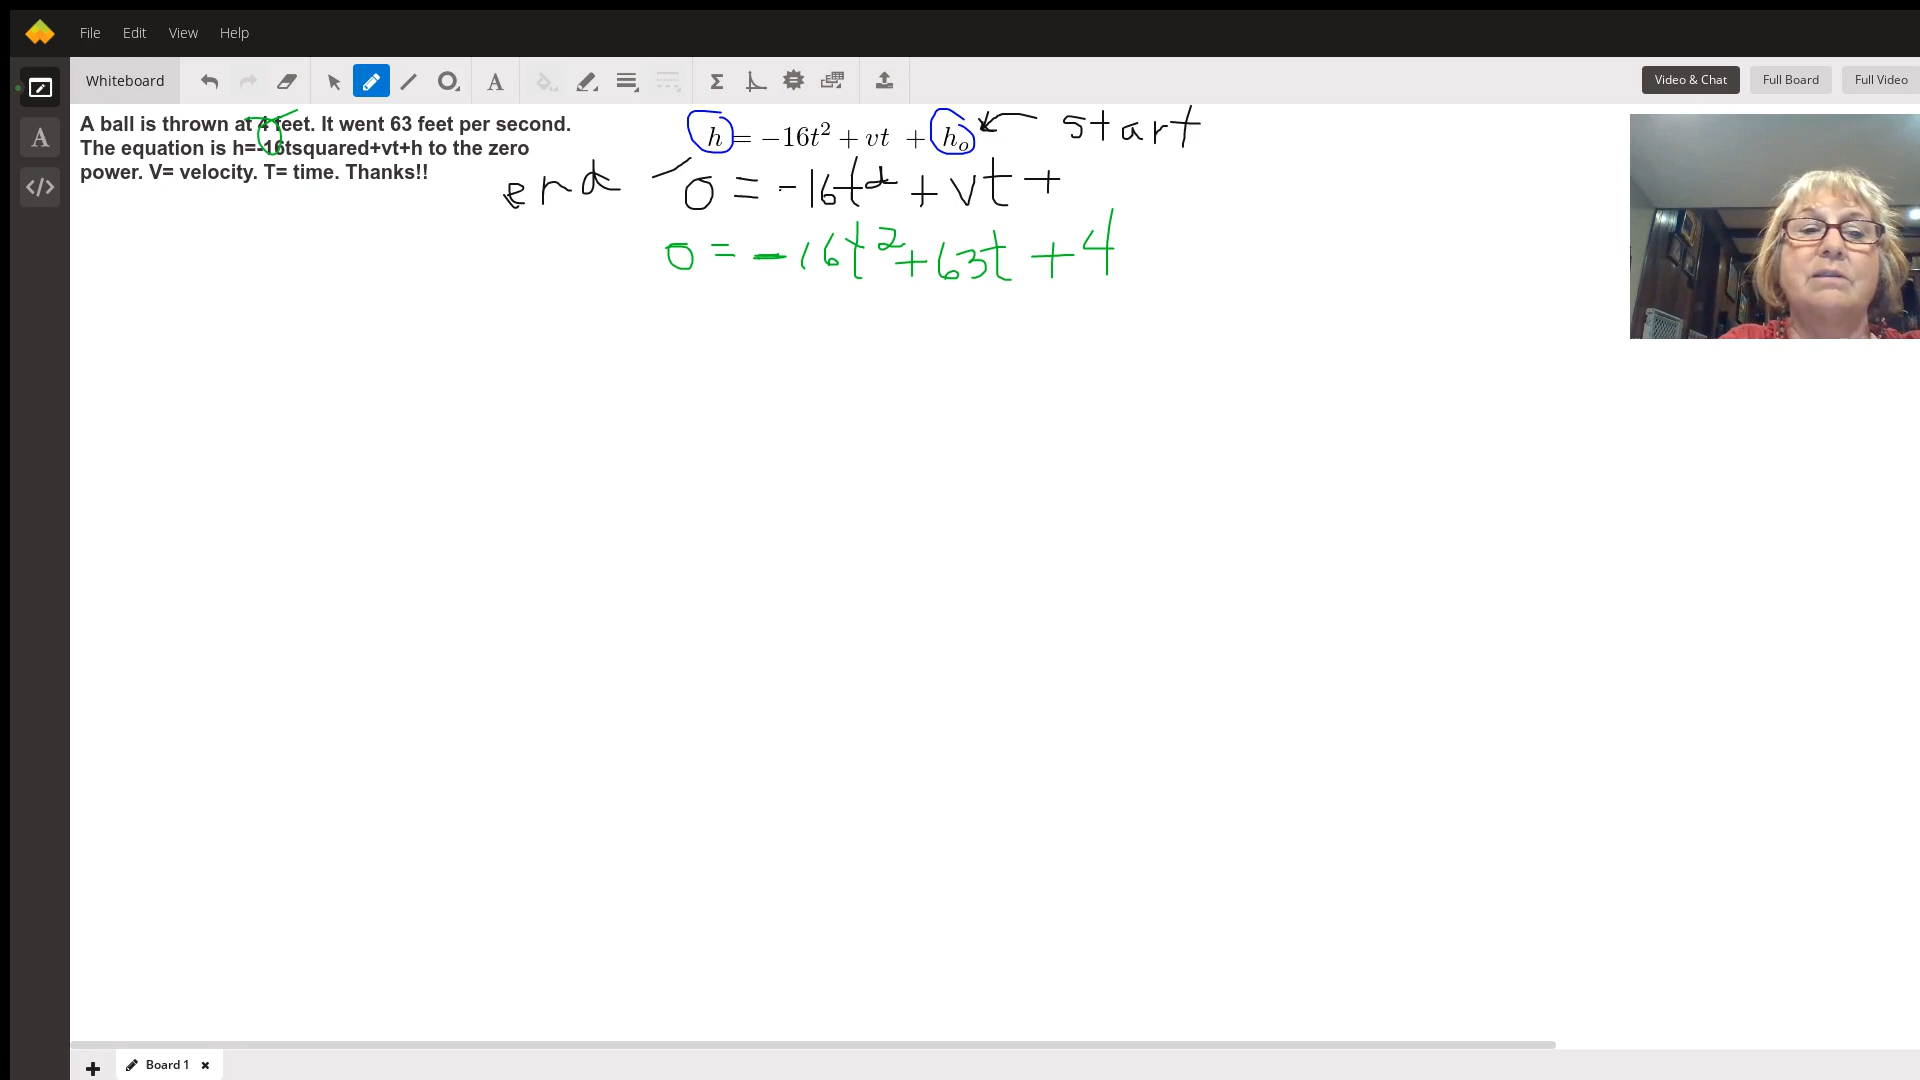 File Edit View Help
Whiteboard
A
Video & Chat Full Board Full Video
A
A ball is thrown at 4 feet. It went 63 feet per second.
The equation is h=-16tsquared+vt+h to the zero
power. V= velocity. T= time. Thanks!!
h = −16t² + vt + h₀ start
end 0 = -16t² + vt +
0 = -16t² + 63t + 4
Board 1